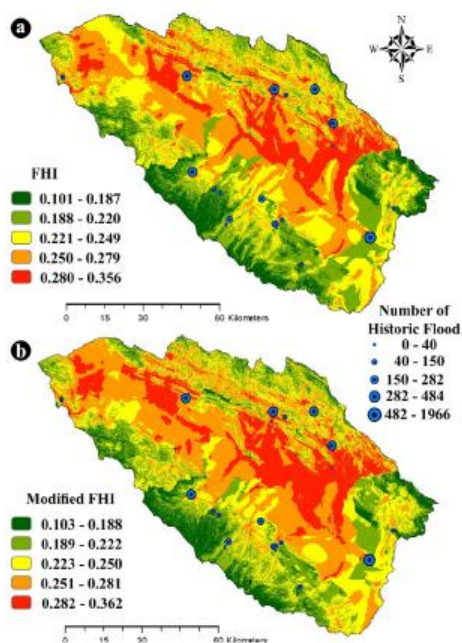 a
N
W E
S
FHI
0.101 - 0.187
0.188 - 0.220
0.221 - 0.249
0.250 - 0.279
0.280 - 0.356
0 15 30 60 Kilometers
Number of
Historic Flood
0 - 40
40 - 150
150 - 282
282 - 484
482 - 1966
b
Modified FHI
0.103 - 0.188
0.189 - 0.222
0.223 - 0.250
0.251 - 0.281
0.282 - 0.362
0 15 30 60 Kilometers